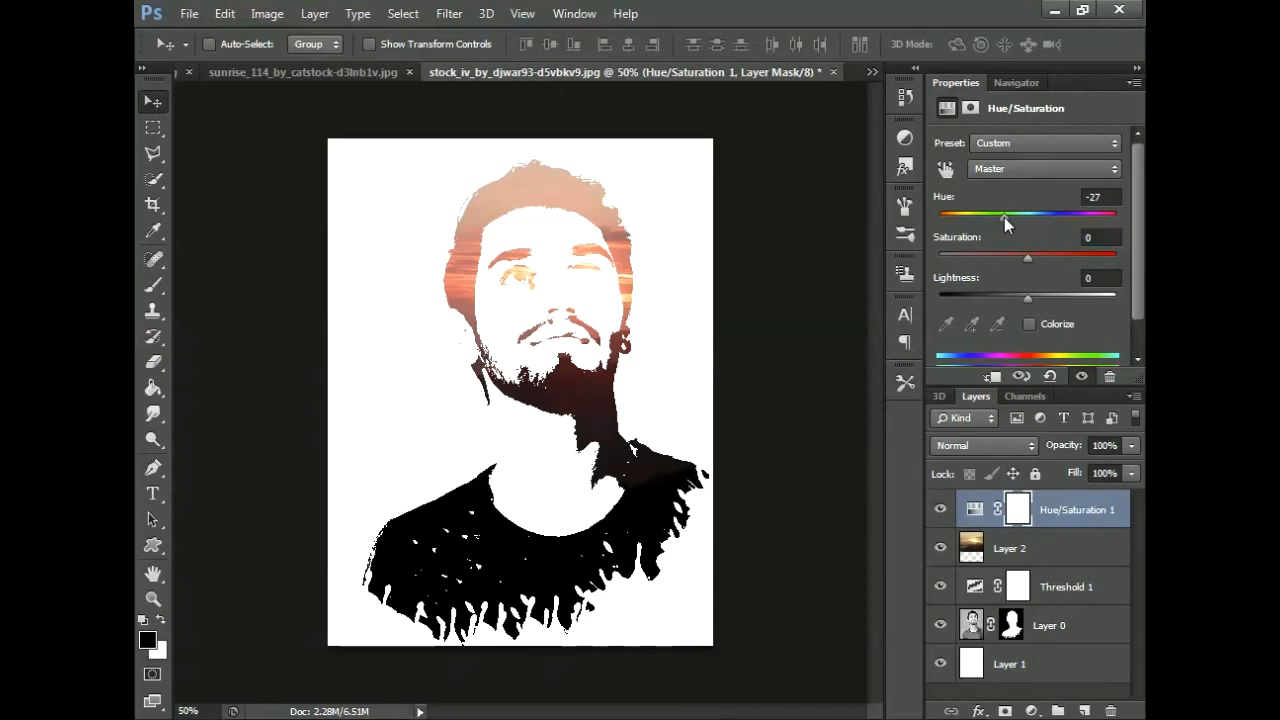 Ps File Edit Image Layer Type Select Filter 3D View Window Help
Auto-Select: Group Show Transform Controls 3D Mode:
sunrise_114_by_catstock-d3lnb1v.jpg × stock_iv_by_djwar93-d5vbkv9.jpg @ 50% (Hue/Saturation 1, Layer Mask/8) * ×
Properties Navigator
Hue/Saturation
Preset: Custom
Master
Hue: -27
Saturation: 0
Lightness: 0
Colorize
3D Layers Channels
Kind
Normal Opacity: 100%
Lock: Fill: 100%
Hue/Saturation 1
Layer 2
Threshold 1
Layer 0
Layer 1
50% Doc: 2.28M/6.51M
fx